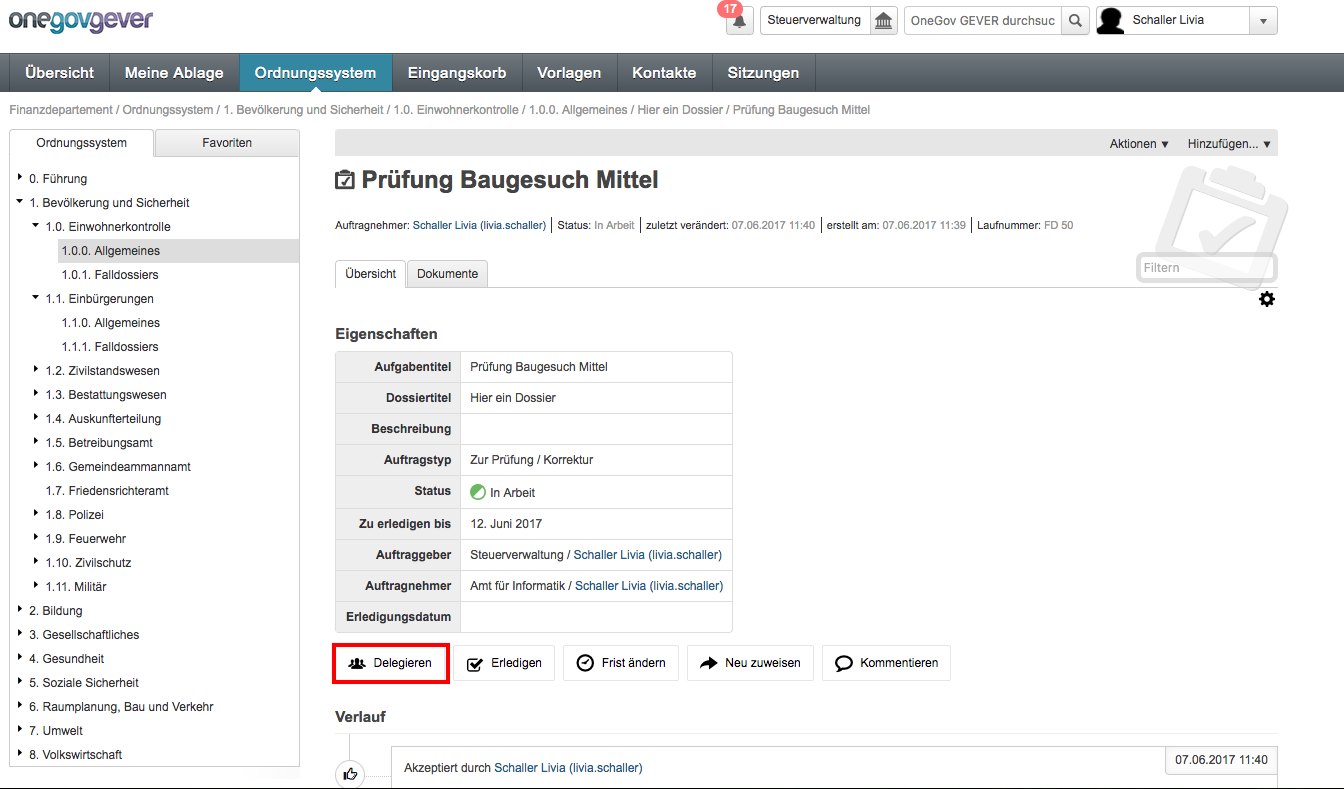 onegovgever
17
Steuerverwaltung
OneGov GEVER durchsuc
Schaller Livia
Übersicht
Meine Ablage
Ordnungssystem
Eingangskorb
Vorlagen
Kontakte
Sitzungen
Finanzdepartement / Ordnungssystem / 1. Bevölkerung und Sicherheit / 1.0. Einwohnerkontrolle / 1.0.0. Allgemeines / Hier ein Dossier / Prüfung Baugesuch Mittel
Ordnungssystem
Favoriten
0. Führung
1. Bevölkerung und Sicherheit
1.0. Einwohnerkontrolle
1.0.0. Allgemeines
1.0.1. Falldossiers
1.1. Einbürgerungen
1.1.0. Allgemeines
1.1.1. Falldossiers
1.2. Zivilstandswesen
1.3. Bestattungswesen
1.4. Auskunfterteilung
1.5. Betreibungsamt
1.6. Gemeindeammannamt
1.7. Friedensrichteramt
1.8. Polizei
1.9. Feuerwehr
1.10. Zivilschutz
1.11. Militär
2. Bildung
3. Gesellschaftliches
4. Gesundheit
5. Soziale Sicherheit
6. Raumplanung, Bau und Verkehr
7. Umwelt
8. Volkswirtschaft
Aktionen ▼
Hinzufügen... ▼
Prüfung Baugesuch Mittel
Auftragnehmer: Schaller Livia (livia.schaller) | Status: In Arbeit | zuletzt verändert: 07.06.2017 11:40 | erstellt am: 07.06.2017 11:39 | Laufnummer: FD 50
Filtern
Übersicht
Dokumente
Eigenschaften
Aufgabentitel Prüfung Baugesuch Mittel
Dossiertitel Hier ein Dossier
Beschreibung
Auftragstyp Zur Prüfung / Korrektur
Status In Arbeit
Zu erledigen bis 12. Juni 2017
Auftraggeber Steuerverwaltung / Schaller Livia (livia.schaller)
Auftragnehmer Amt für Informatik / Schaller Livia (livia.schaller)
Erledigungsdatum
Delegieren
Erledigen
Frist ändern
Neu zuweisen
Kommentieren
Verlauf
Akzeptiert durch Schaller Livia (livia.schaller)
07.06.2017 11:40